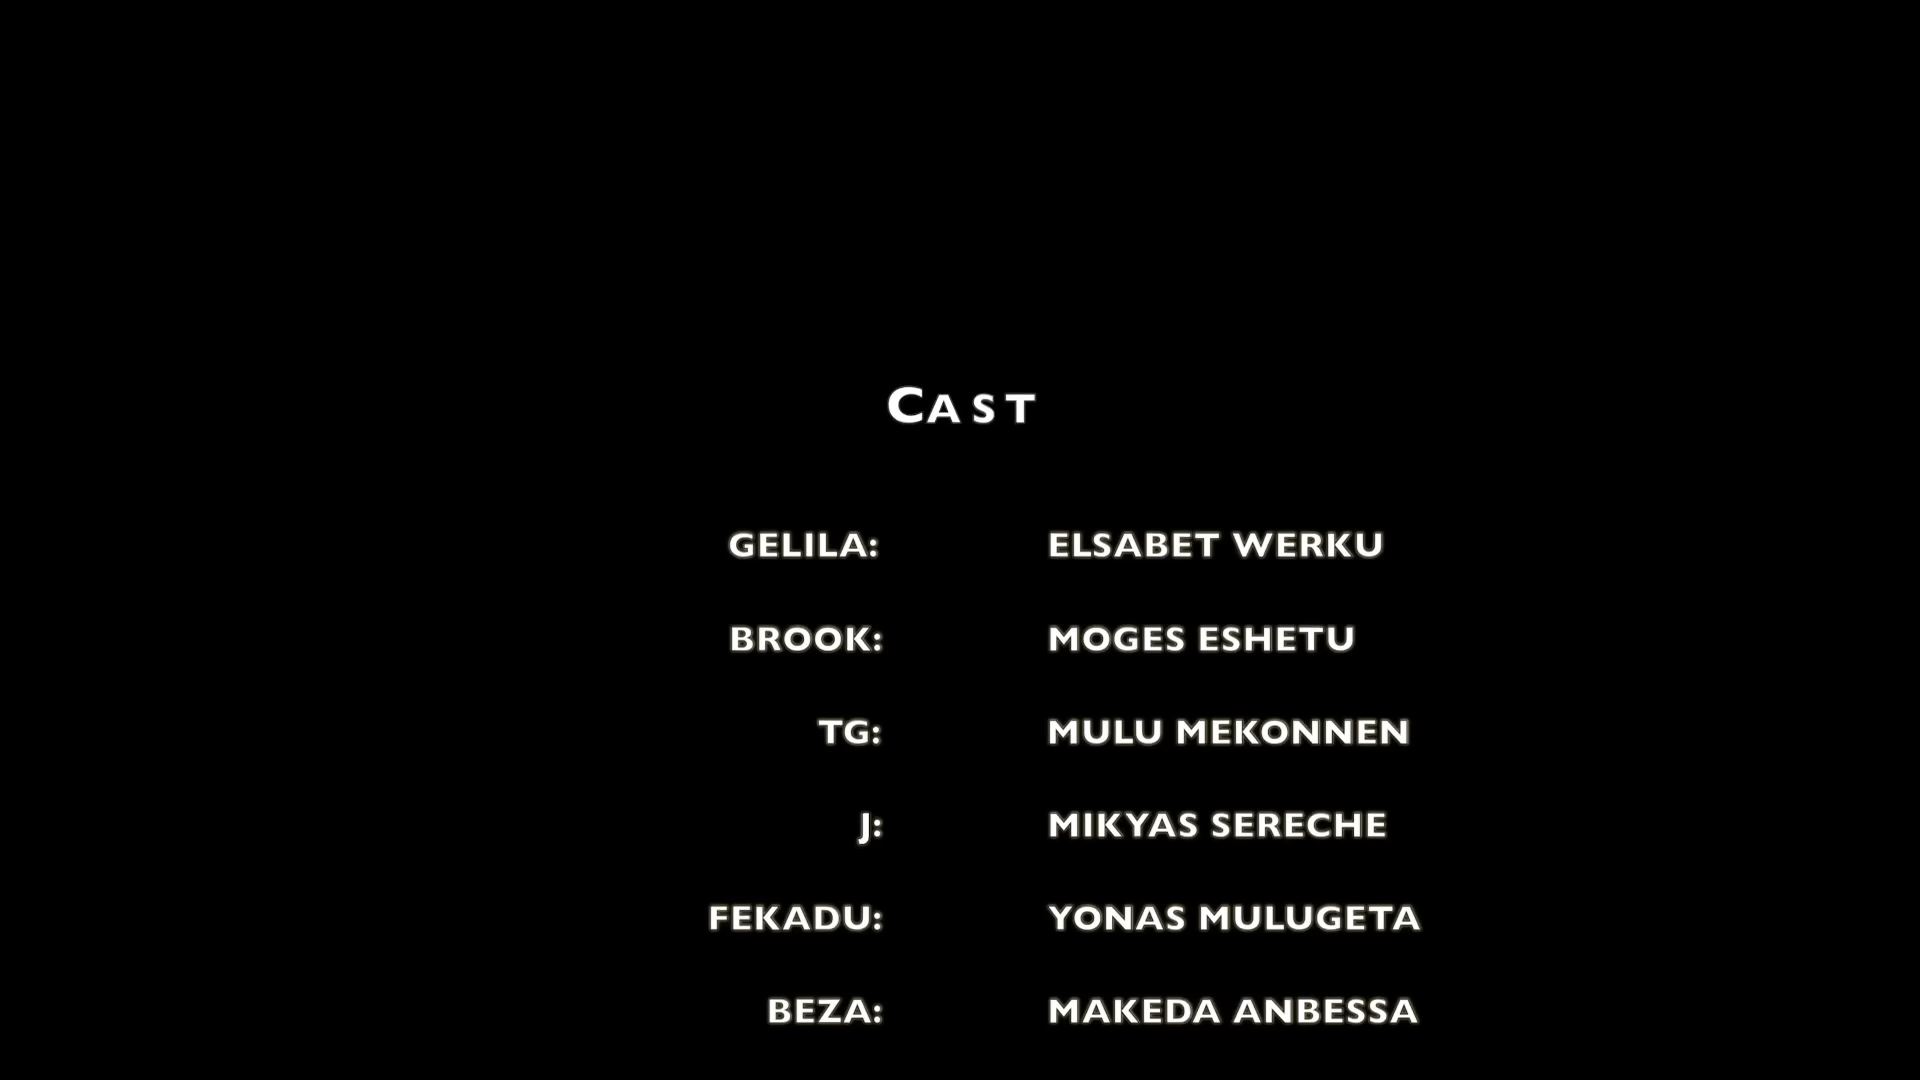 CAST
GELILA: ELSABET WERKU
BROOK: MOGES ESHETU
TG: MULU MEKONNEN
J: MIKYAS SERECHE
FEKADU: YONAS MULUGETA
BEZA: MAKEDA ANBESSA